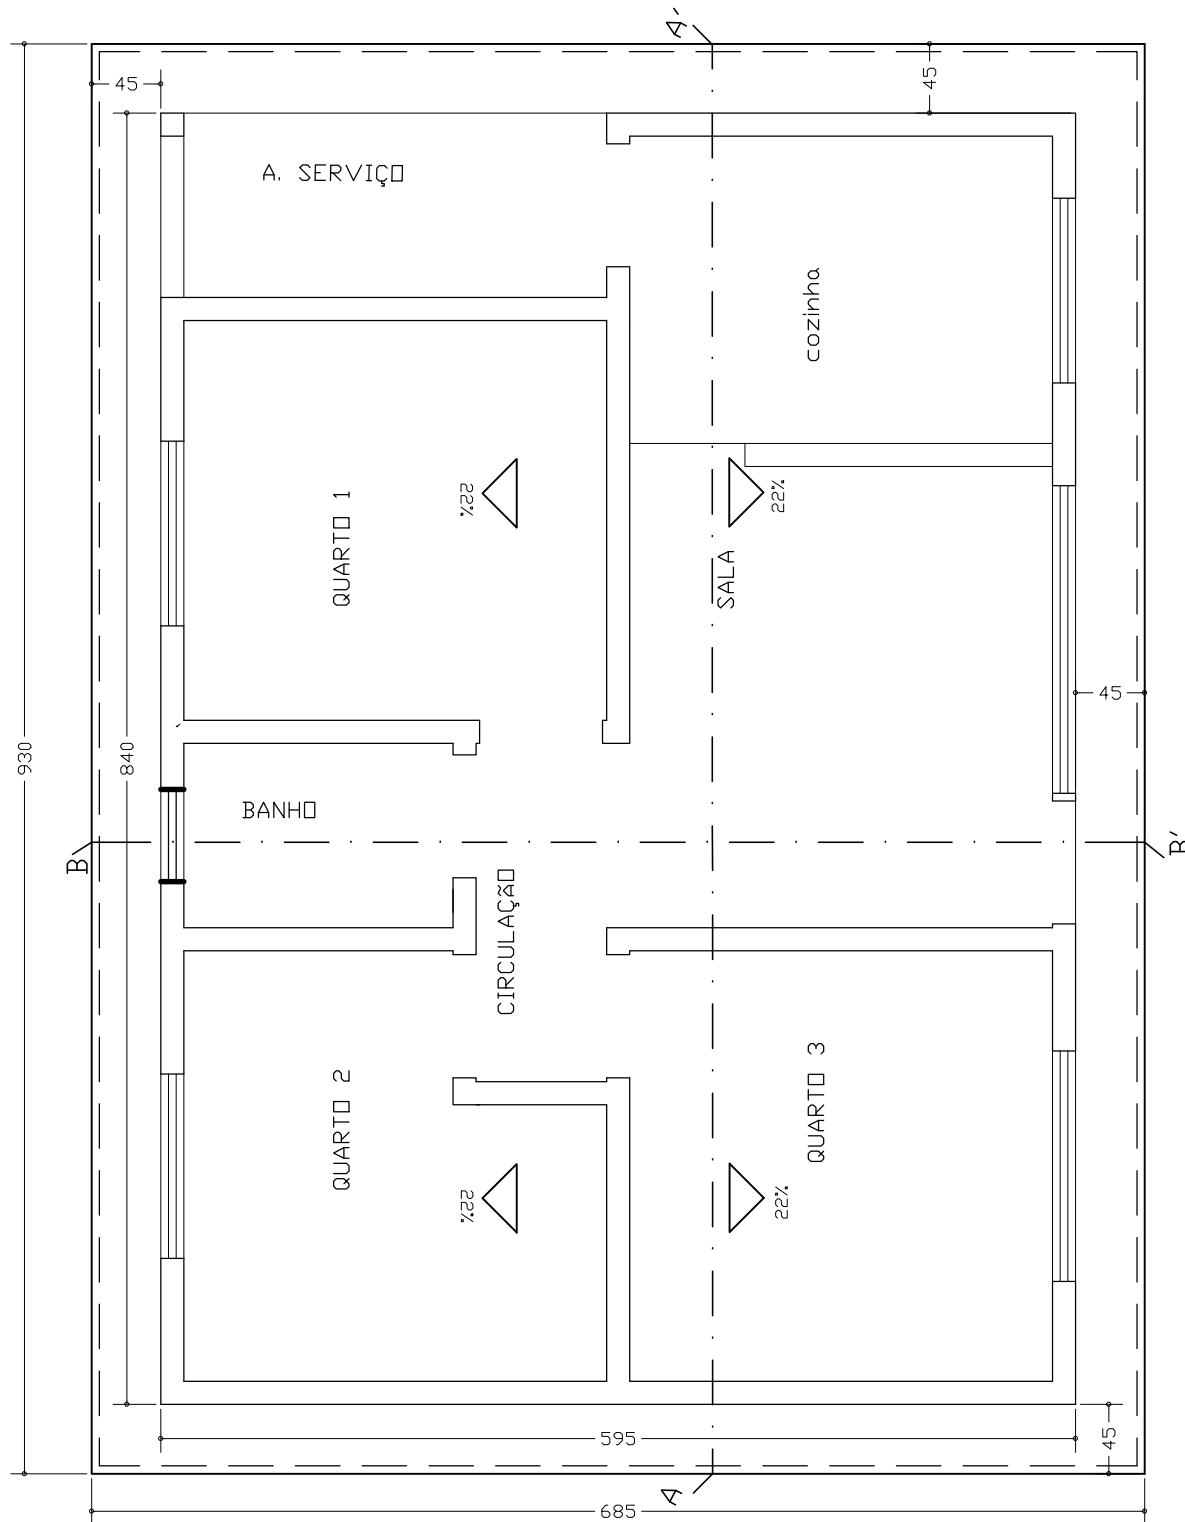 A'
45
45
A. SERVIÇO
cozinha
22%
22%
QUARTO 1
SALA
45
930
840
BANHO
B
B'
CIRCULAÇÃO
QUARTO 2
QUARTO 3
22%
22%
595
45
A
685